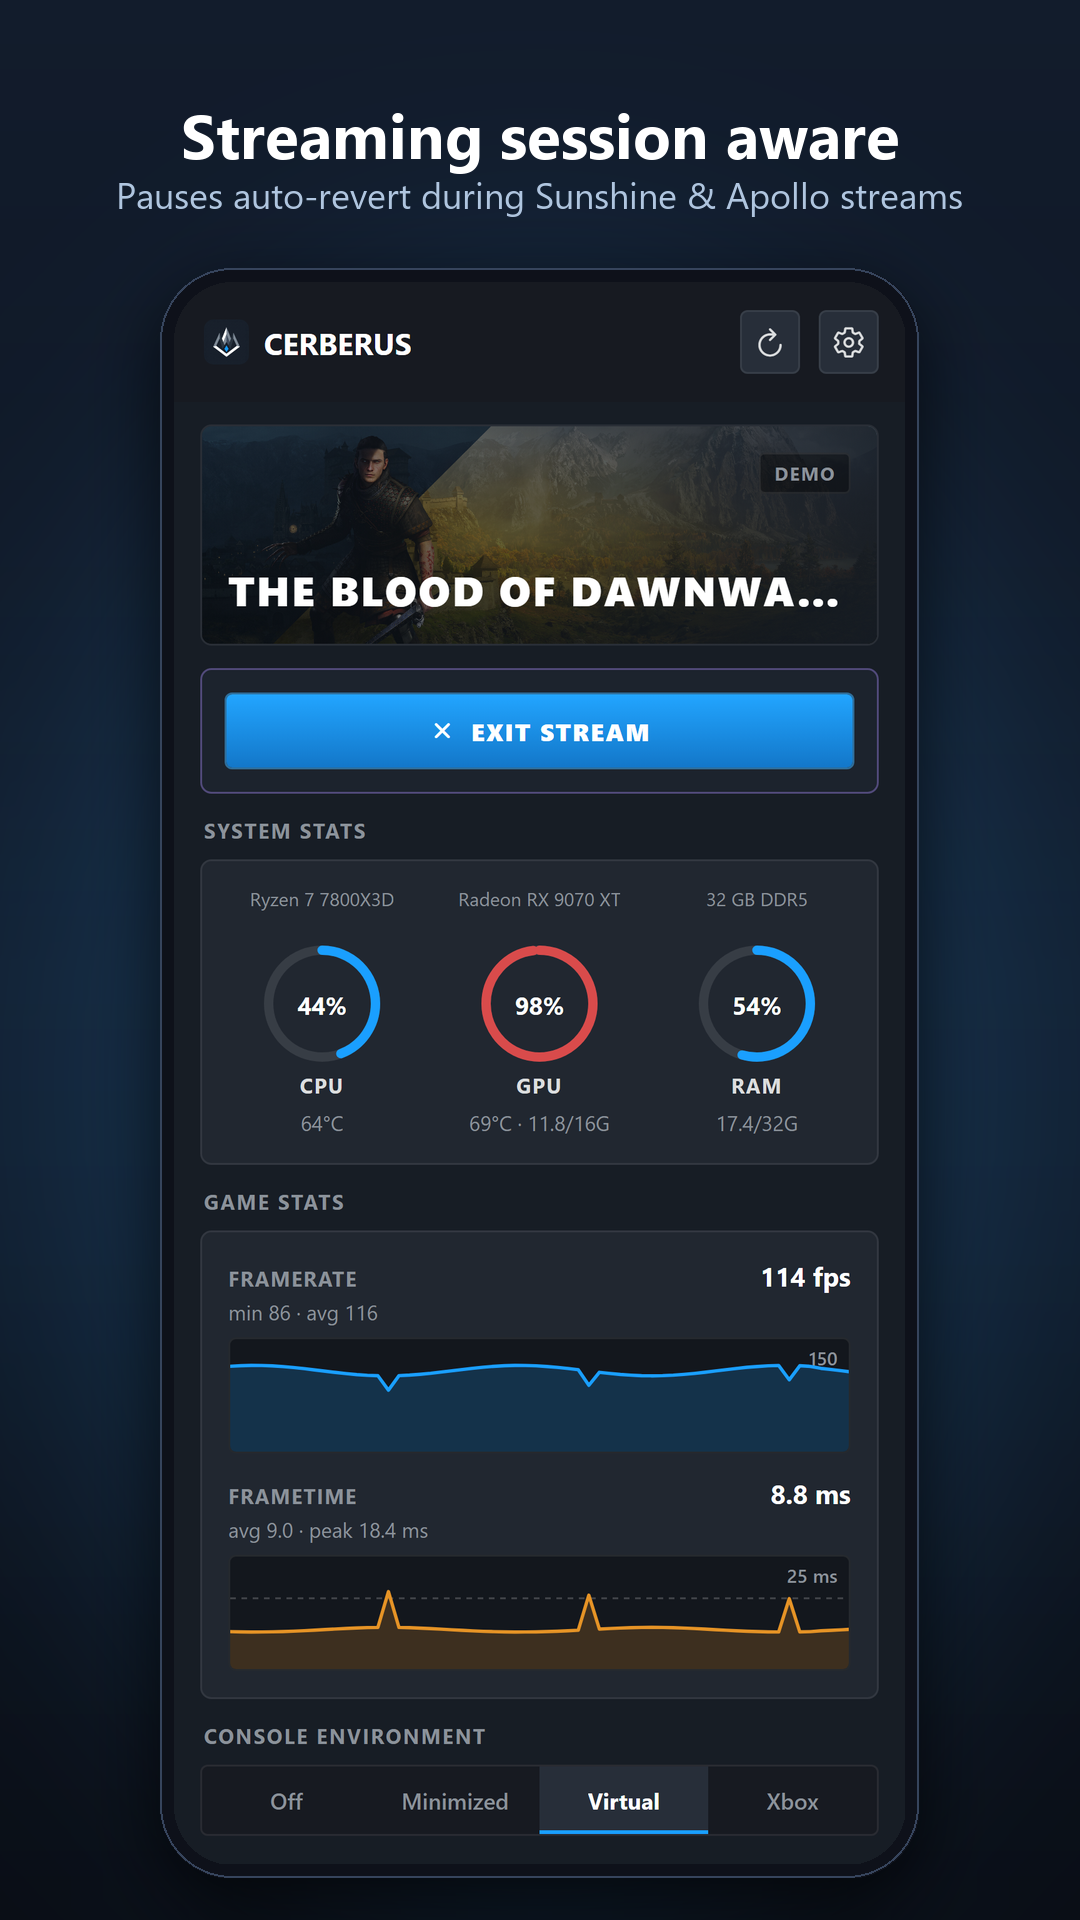 Streaming session aware
Pauses auto-revert during Sunshine & Apollo streams
CERBERUS
DEMO
THE BLOOD OF DAWNWA...
✕ EXIT STREAM
SYSTEM STATS
Ryzen 7 7800X3D Radeon RX 9070 XT 32 GB DDR5
44% 98% 54%
CPU GPU RAM
64°C 69°C · 11.8/16G 17.4/32G
GAME STATS
FRAMERATE 114 fps
min 86 · avg 116
150
FRAMETIME 8.8 ms
avg 9.0 · peak 18.4 ms
25 ms
CONSOLE ENVIRONMENT
Off Minimized Virtual Xbox